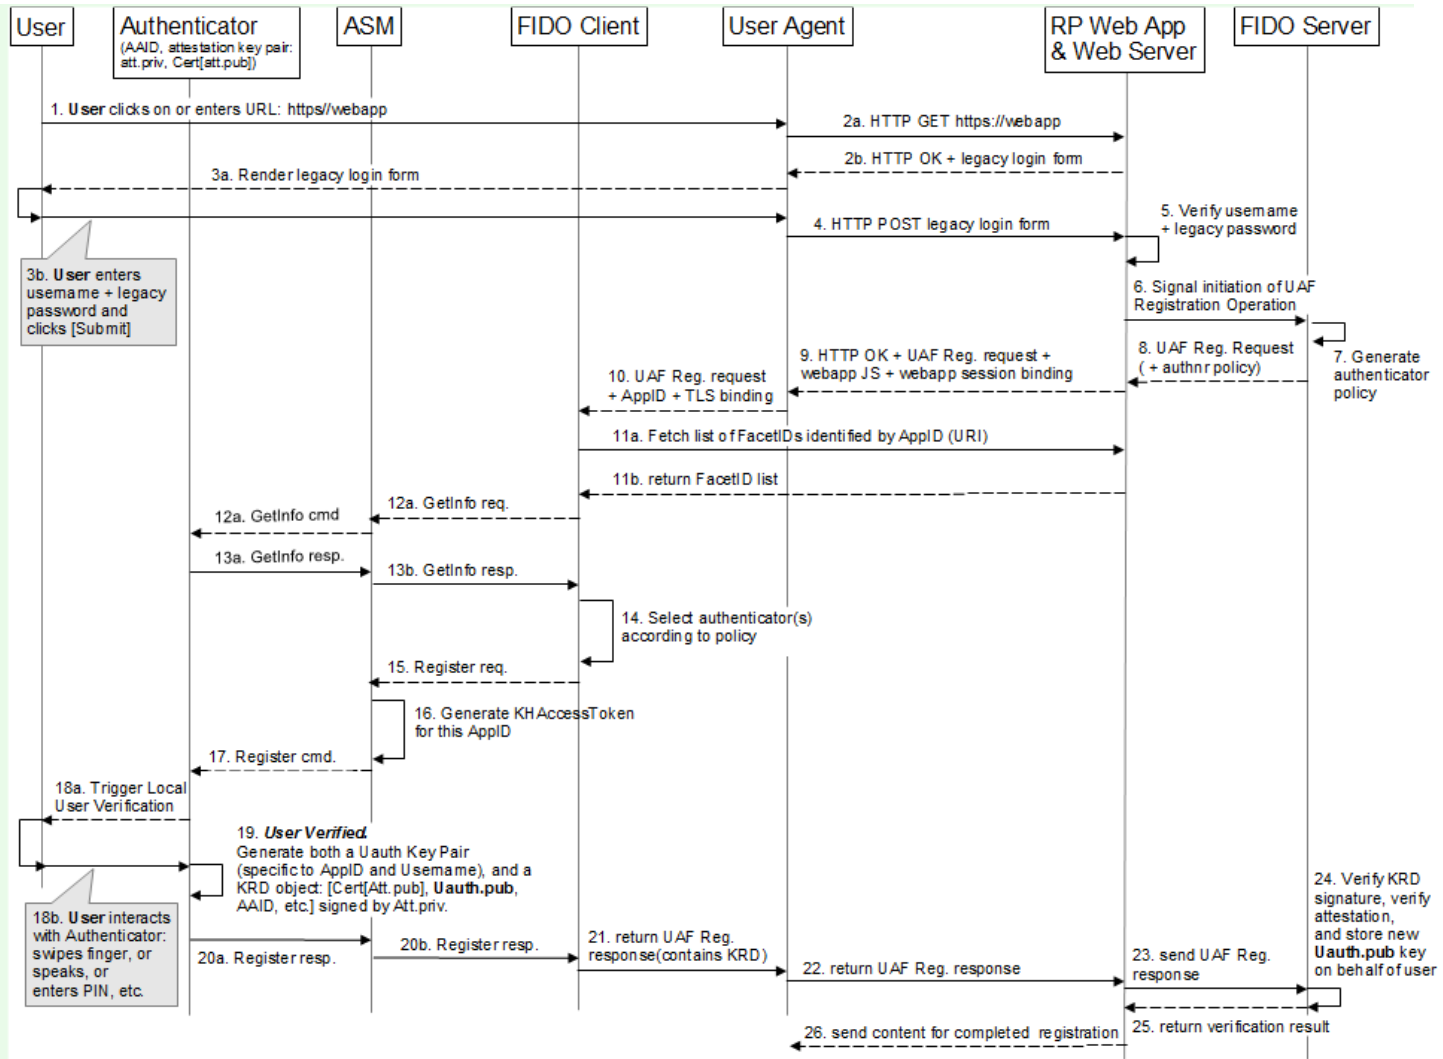 User
Authenticator
(AAID, attestation key pair:
att.priv, Cert[att.pub])
ASM
FIDO Client
User Agent
RP Web App
& Web Server
FIDO Server
1. User clicks on or enters URL: https//webapp
2a. HTTP GET https://webapp
2b. HTTP OK + legacy login form
3a. Render legacy login form
4. HTTP POST legacy login form
5. Verify username
+ legacy password
3b. User enters
username + legacy
password and
clicks [Submit]
6. Signal initiation of UAF
Registration Operation
7. Generate
authenticator
policy
8. UAF Reg. Request
( + authnr policy)
9. HTTP OK + UAF Reg. request +
webapp JS + webapp session binding
10. UAF Reg. request
+ AppID + TLS binding
11a. Fetch list of FacetIDs identified by AppID (URI)
11b. return FacetID list
12a. GetInfo req.
12a. GetInfo cmd
13a. GetInfo resp.
13b. GetInfo resp.
14. Select authenticator(s)
according to policy
15. Register req.
16. Generate KHAccessToken
for this AppID
17. Register cmd.
18a. Trigger Local
User Verification
19. User Verified.
Generate both a Uauth Key Pair
(specific to AppID and Username), and a
KRD object: [Cert[Att.pub], Uauth.pub,
AAID, etc.] signed by Att.priv.
18b. User interacts
with Authenticator:
swipes finger, or
speaks, or
enters PIN, etc.
20a. Register resp.
20b. Register resp.
21. return UAF Reg.
response(contains KRD)
22. return UAF Reg. response
23. send UAF Reg.
response
24. Verify KRD
signature, verify
attestation,
and store new
Uauth.pub key
on behalf of user
25. return verification result
26. send content for completed registration